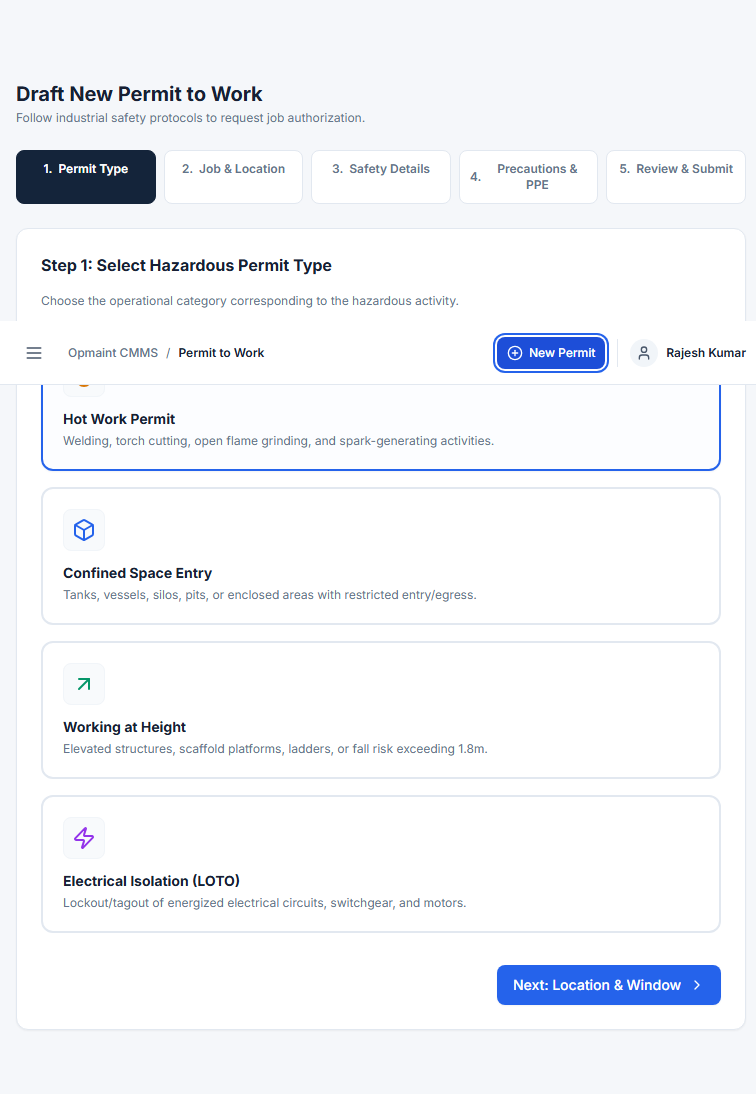 Draft New Permit to Work
Follow industrial safety protocols to request job authorization.
1. Permit Type
2. Job & Location
3. Safety Details
4. Precautions &
PPE
5. Review & Submit
Step 1: Select Hazardous Permit Type
Choose the operational category corresponding to the hazardous activity.
Opmaint CMMS / Permit to Work
New Permit
Rajesh Kumar
Hot Work Permit
Welding, torch cutting, open flame grinding, and spark-generating activities.
Confined Space Entry
Tanks, vessels, silos, pits, or enclosed areas with restricted entry/egress.
Working at Height
Elevated structures, scaffold platforms, ladders, or fall risk exceeding 1.8m.
Electrical Isolation (LOTO)
Lockout/tagout of energized electrical circuits, switchgear, and motors.
Next: Location & Window